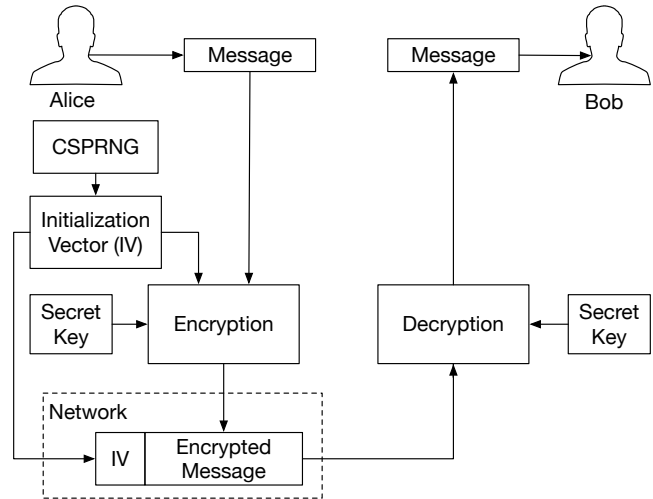 Message
Message
Alice
Bob
CSPRNG
Initialization
Vector (IV)
Secret
Key
Encryption
Decryption
Secret
Key
Network
IV
Encrypted
Message